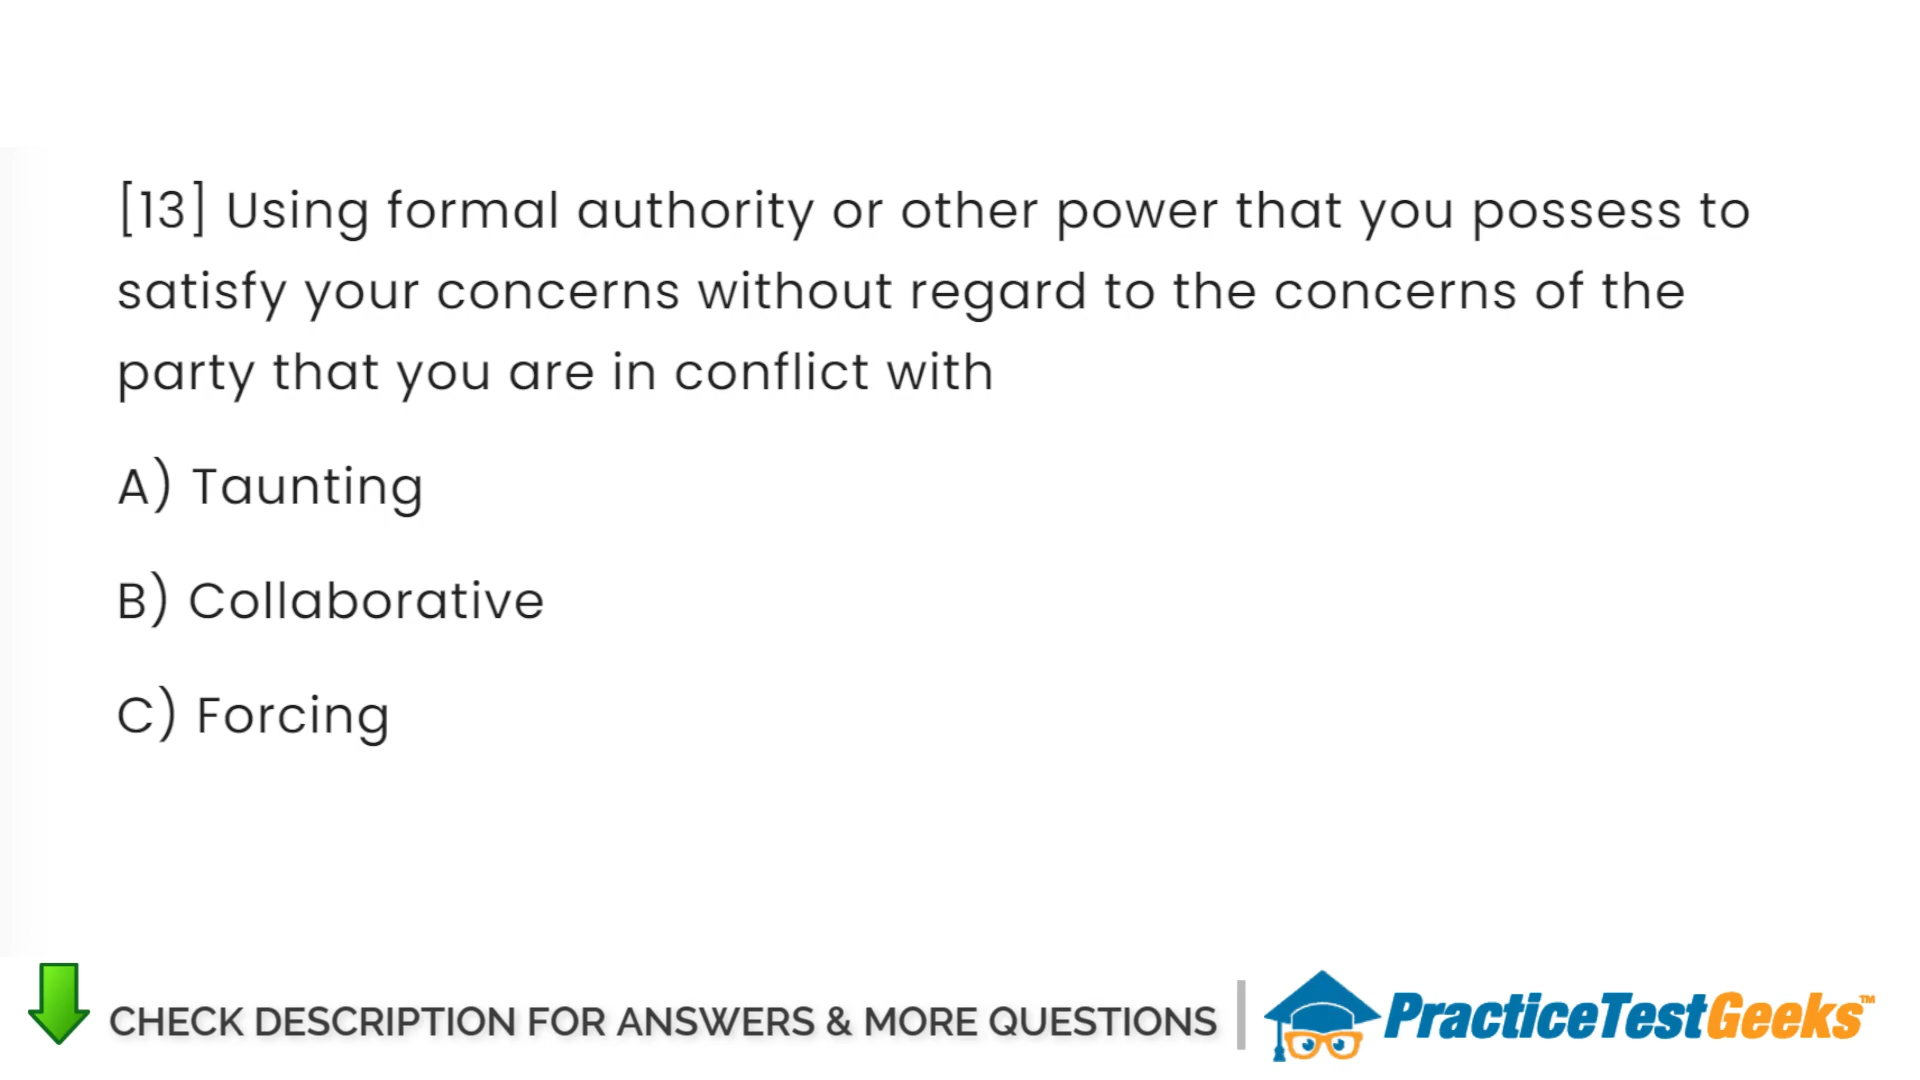 [13] Using formal authority or other power that you possess to
satisfy your concerns without regard to the concerns of the
party that you are in conflict with
A) Taunting
B) Collaborative
C) Forcing
CHECK DESCRIPTION FOR ANSWERS & MORE QUESTIONS
PracticeTestGeeks™